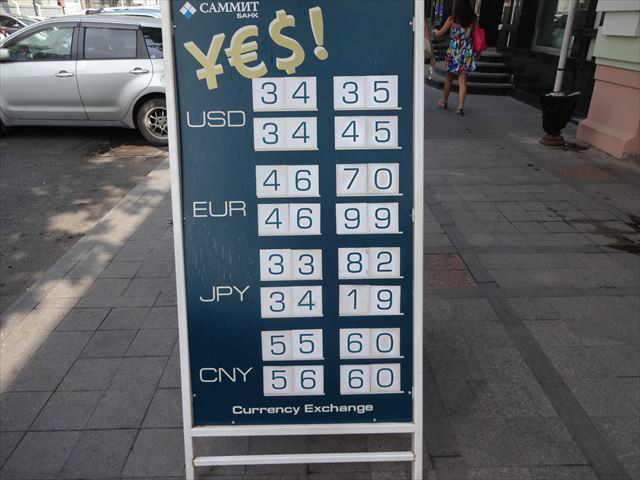 САММИТ
БАНК
¥€$!
34 35
USD
34 45
46 70
EUR
46 99
33 82
JPY
34 19
55 60
CNY
56 60
Currency Exchange